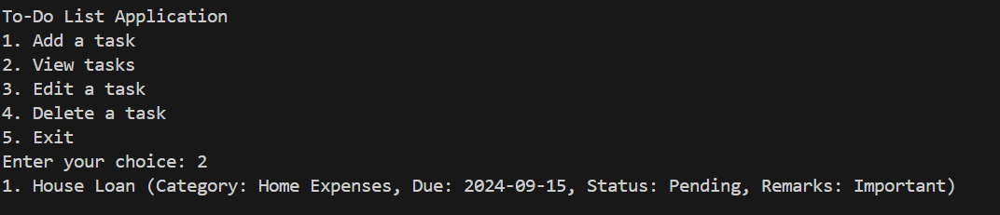 To-Do List Application
1. Add a task
2. View tasks
3. Edit a task
4. Delete a task
5. Exit
Enter your choice: 2
1. House Loan (Category: Home Expenses, Due: 2024-09-15, Status: Pending, Remarks: Important)